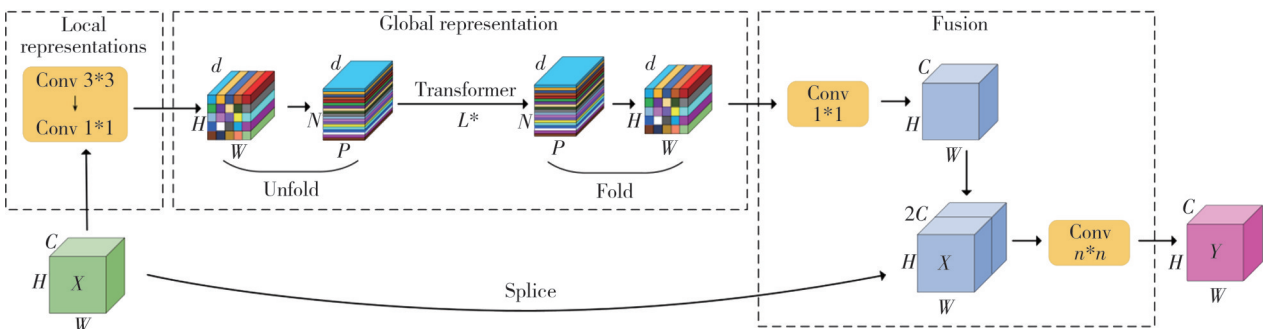 Local
representations
Conv 3*3
Conv 1*1
C
H
X
W
Global representation
d
H
W
d
N
P
Unfold
Transformer
L*
d
N
P
d
H
W
Fold
Fusion
Conv
1*1
C
H
W
2C
H
X
W
Conv
n*n
C
H
Y
W
Splice